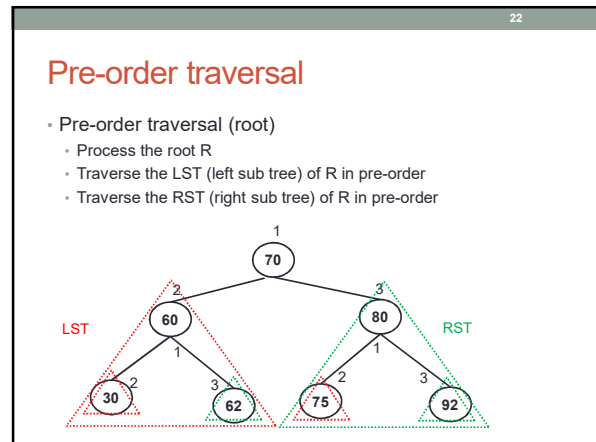 22
Pre-order traversal
• Pre-order traversal (root)
• Process the root R
• Traverse the LST (left sub tree) of R in pre-order
• Traverse the RST (right sub tree) of R in pre-order
1
70
2
3
60
80
LST
RST
1
1
2
3
2
3
30
62
75
92